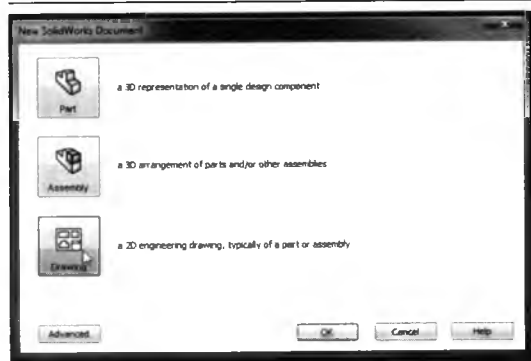 New SolidWorks Document
Part
a 3D representation of a single design component
Assembly
a 3D arrangement of parts and/or other assemblies
Drawing
a 2D engineering drawing, typically of a part or assembly
Advanced
OK
Cancel
Help